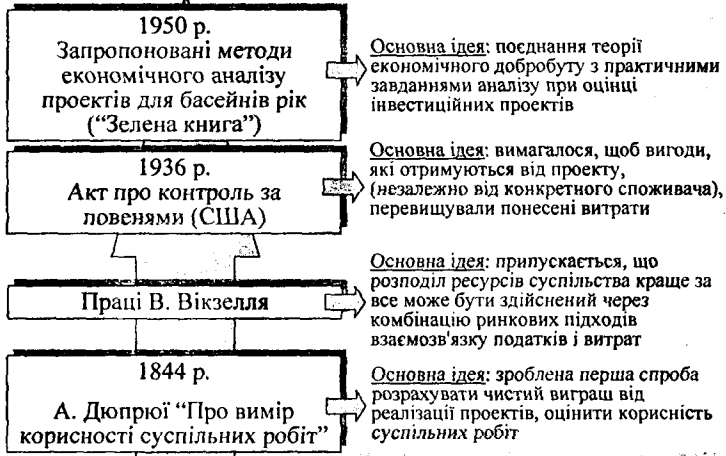 1950 р.
Запропоновані методи
економічного аналізу
проектів для басейнів рік
(“Зелена книга”)
Основна ідея: поєднання теорії
економічного добробуту з практичними
завданнями аналізу при оцінці
інвестиційних проектів
1936 р.
Акт про контроль за
повенями (США)
Основна ідея: вимагалося, щоб вигоди,
які отримуються від проекту,
(незалежно від конкретного споживача),
перевищували понесені витрати
Праці В. Вікзелля
Основна ідея: припускається, що
розподіл ресурсів суспільства краще за
все може бути здійснений через
комбінацію ринкових підходів
взаємозв'язку податків і витрат
1844 р.
А. Дюпрюї “Про вимір
корисності суспільних робіт”
Основна ідея: зроблена перша спроба
розрахувати чистий виграш від
реалізації проектів, оцінити корисність
суспільних робіт